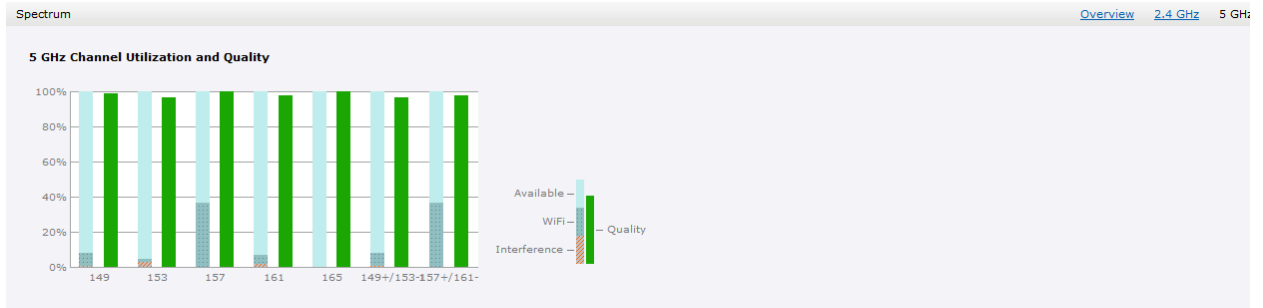 Spectrum Overview 2.4 GHz 5 GHz
5 GHz Channel Utilization and Quality
100%
80%
60%
40%
20%
0%
149 153 157 161 165 149+/153-157+/161-
Available
WiFi
Interference
Quality